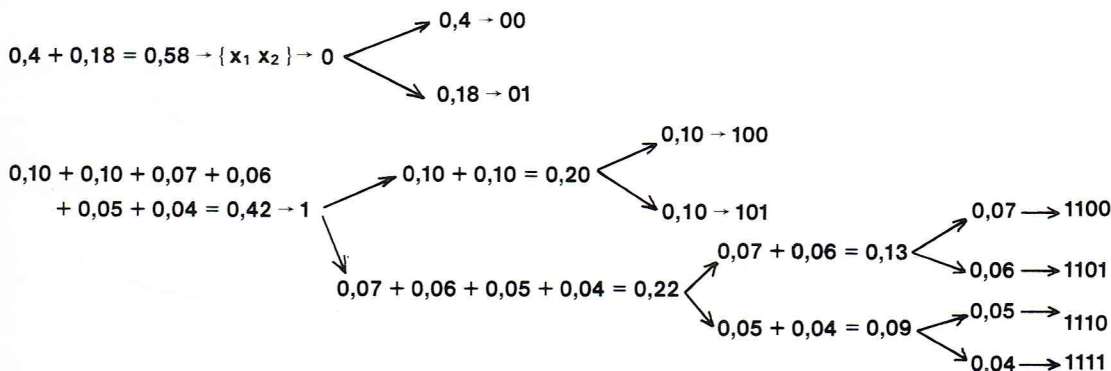 0,4 → 00
0,4 + 0,18 = 0,58 → {x₁ x₂} → 0
0,18 → 01
0,10 → 100
0,10 + 0,10 + 0,07 + 0,06
0,10 + 0,10 = 0,20
+ 0,05 + 0,04 = 0,42 → 1
0,10 → 101
0,07 → 1100
0,07 + 0,06 = 0,13
0,06 → 1101
0,07 + 0,06 + 0,05 + 0,04 = 0,22
0,05 → 1110
0,05 + 0,04 = 0,09
0,04 → 1111